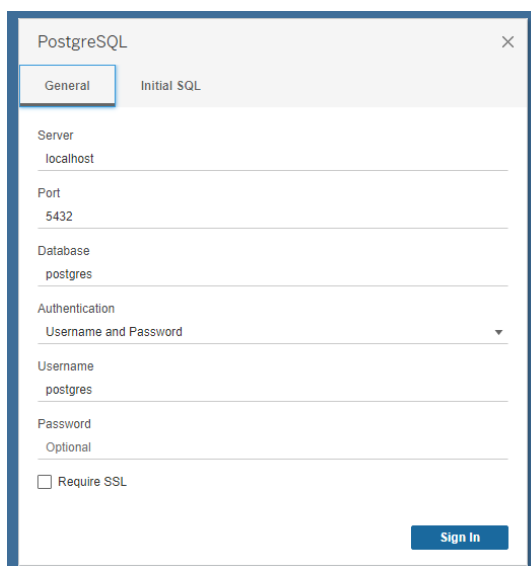 PostgreSQL
General Initial SQL
Server
localhost
Port
5432
Database
postgres
Authentication
Username and Password
Username
postgres
Password
Optional
Require SSL
Sign In